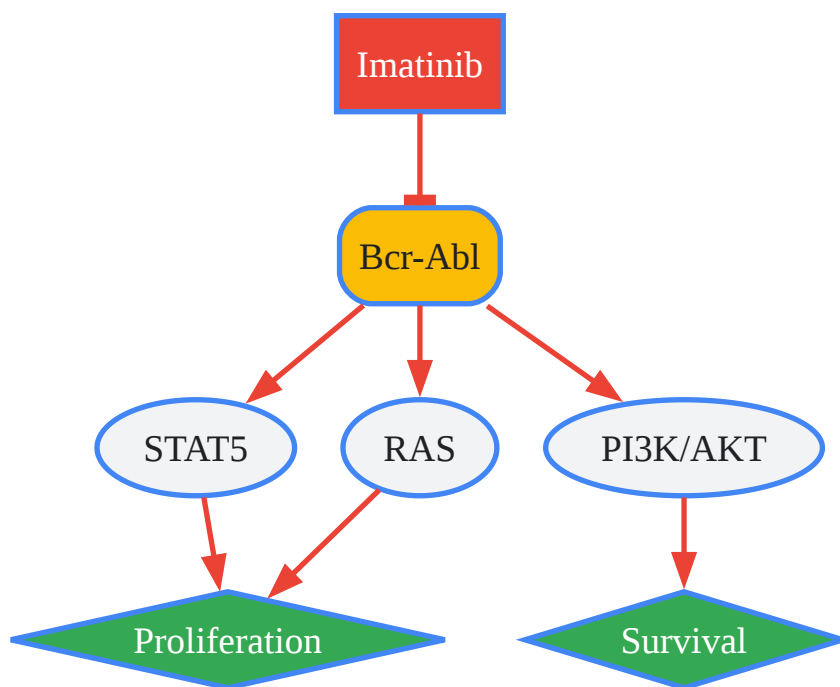 Imatinib
Bcr-Abl
STAT5
RAS
PI3K/AKT
Proliferation
Survival